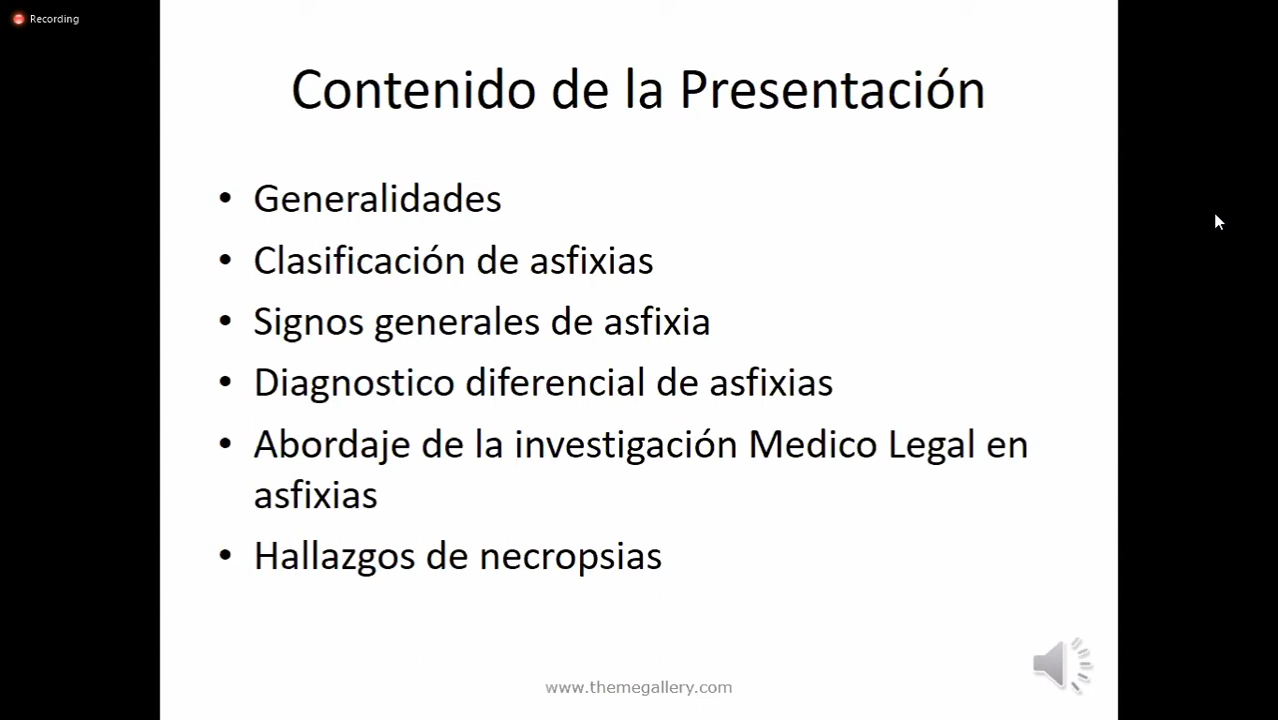 Recording
Contenido de la Presentación
• Generalidades
• Clasificación de asfixias
• Signos generales de asfixia
• Diagnostico diferencial de asfixias
• Abordaje de la investigación Medico Legal en
asfixias
• Hallazgos de necropsias
www.themegallery.com